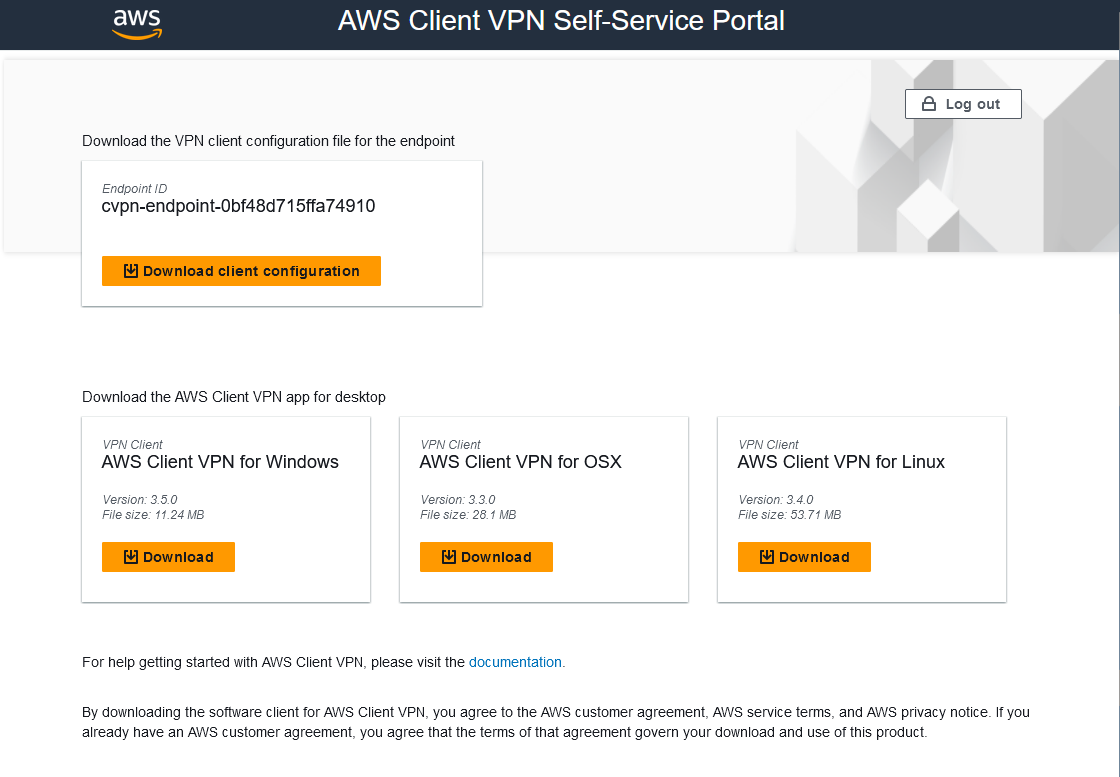 aws
AWS Client VPN Self-Service Portal
Log out
Download the VPN client configuration file for the endpoint
Endpoint ID
cvpn-endpoint-0bf48d715ffa74910
Download client configuration
Download the AWS Client VPN app for desktop
VPN Client
AWS Client VPN for Windows
Version: 3.5.0
File size: 11.24 MB
Download
VPN Client
AWS Client VPN for OSX
Version: 3.3.0
File size: 28.1 MB
Download
VPN Client
AWS Client VPN for Linux
Version: 3.4.0
File size: 53.71 MB
Download
For help getting started with AWS Client VPN, please visit the documentation.
By downloading the software client for AWS Client VPN, you agree to the AWS customer agreement, AWS service terms, and AWS privacy notice. If you
already have an AWS customer agreement, you agree that the terms of that agreement govern your download and use of this product.